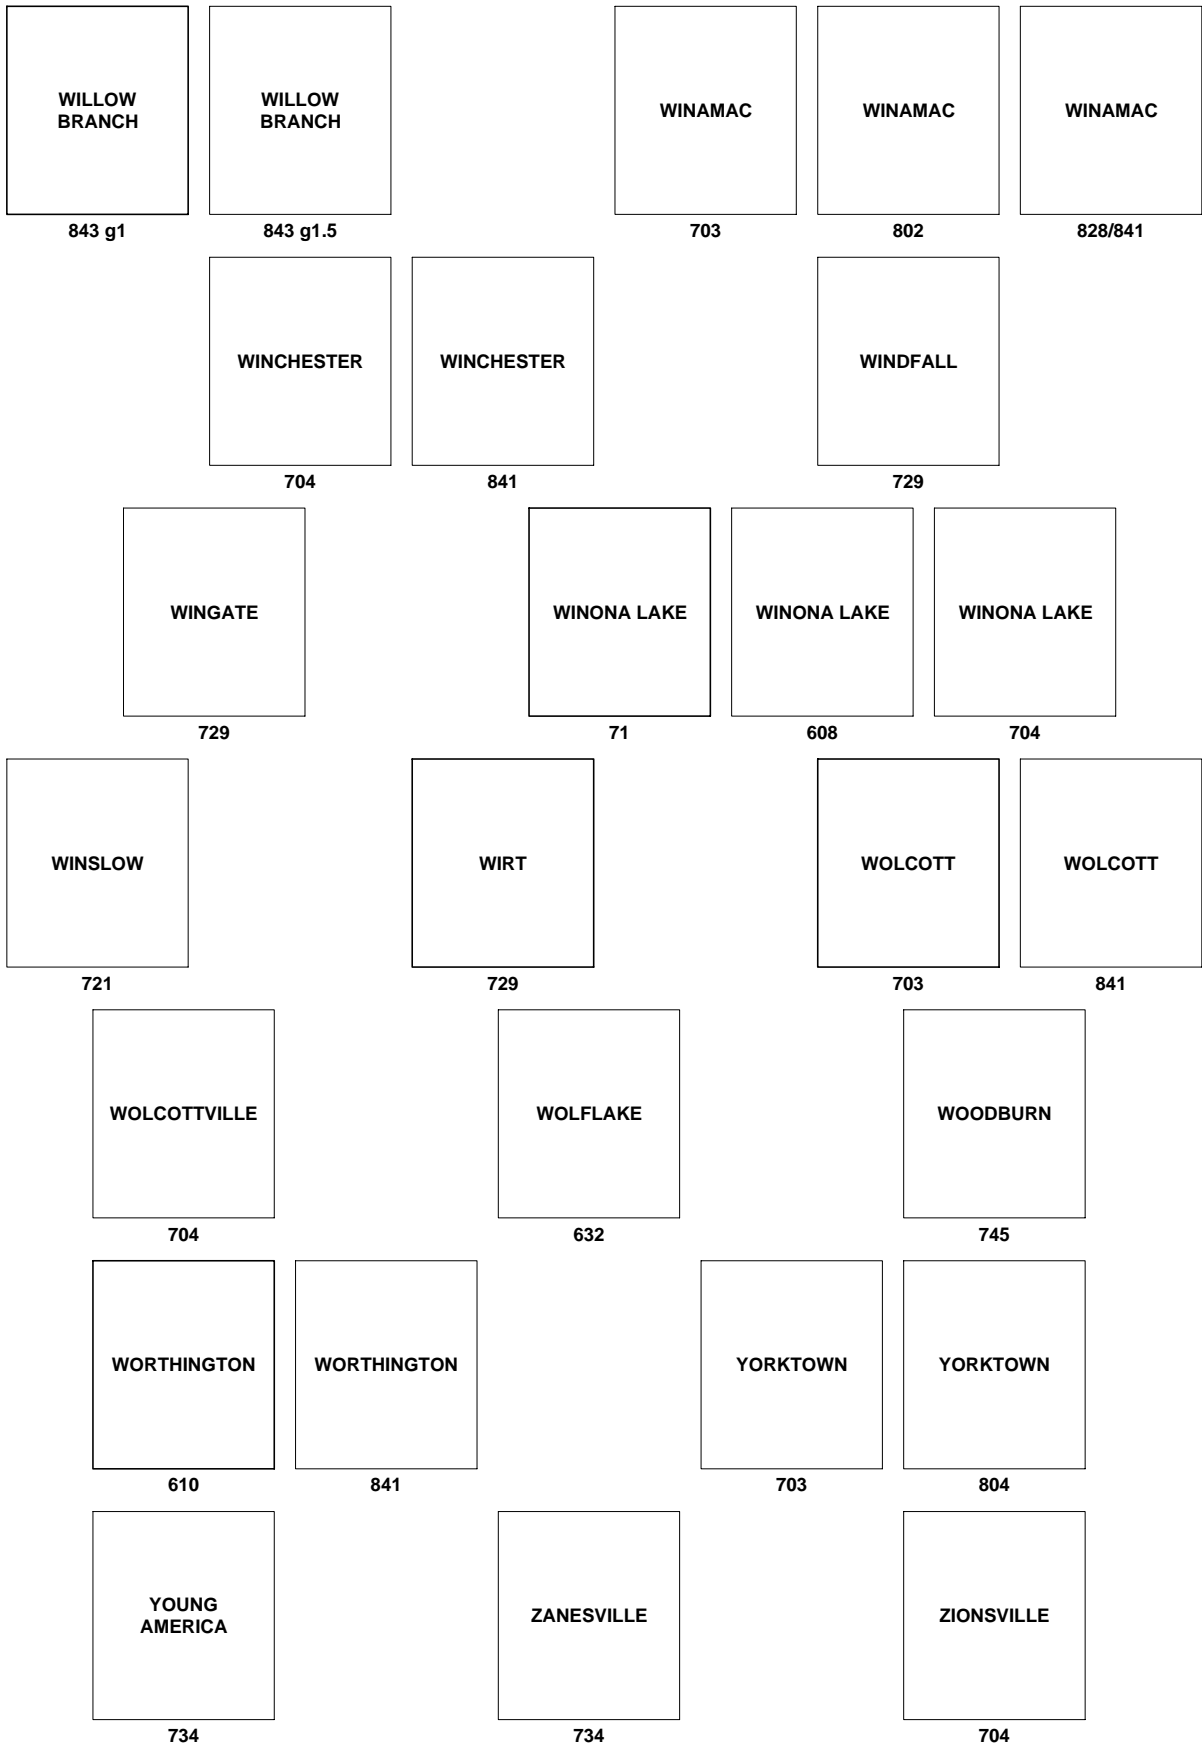 WILLOW
BRANCH
843 g1
WILLOW
BRANCH
843 g1.5
WINAMAC
703
WINAMAC
802
WINAMAC
828/841
WINCHESTER
704
WINCHESTER
841
WINDFALL
729
WINGATE
729
WINONA LAKE
71
WINONA LAKE
608
WINONA LAKE
704
WINSLOW
721
WIRT
729
WOLCOTT
703
WOLCOTT
841
WOLCOTTVILLE
704
WOLFLAKE
632
WOODBURN
745
WORTHINGTON
610
WORTHINGTON
841
YORKTOWN
703
YORKTOWN
804
YOUNG
AMERICA
734
ZANESVILLE
734
ZIONSVILLE
704